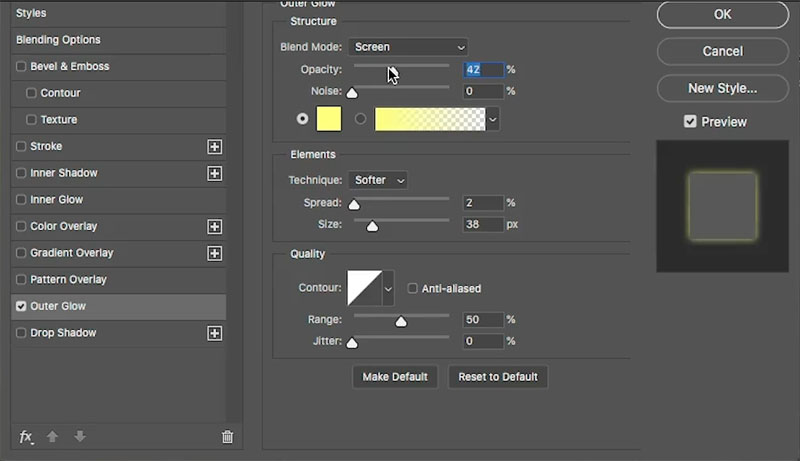 Styles
Blending Options
Bevel & Emboss
Contour
Texture
Stroke
Inner Shadow
Inner Glow
Color Overlay
Gradient Overlay
Pattern Overlay
Outer Glow
Drop Shadow
fx
Outer Glow
Structure
Blend Mode: Screen
Opacity: 42 %
Noise: 0 %
Elements
Technique: Softer
Spread: 2 %
Size: 38 px
Quality
Contour: Anti-aliased
Range: 50 %
Jitter: 0 %
Make Default Reset to Default
OK
Cancel
New Style...
Preview